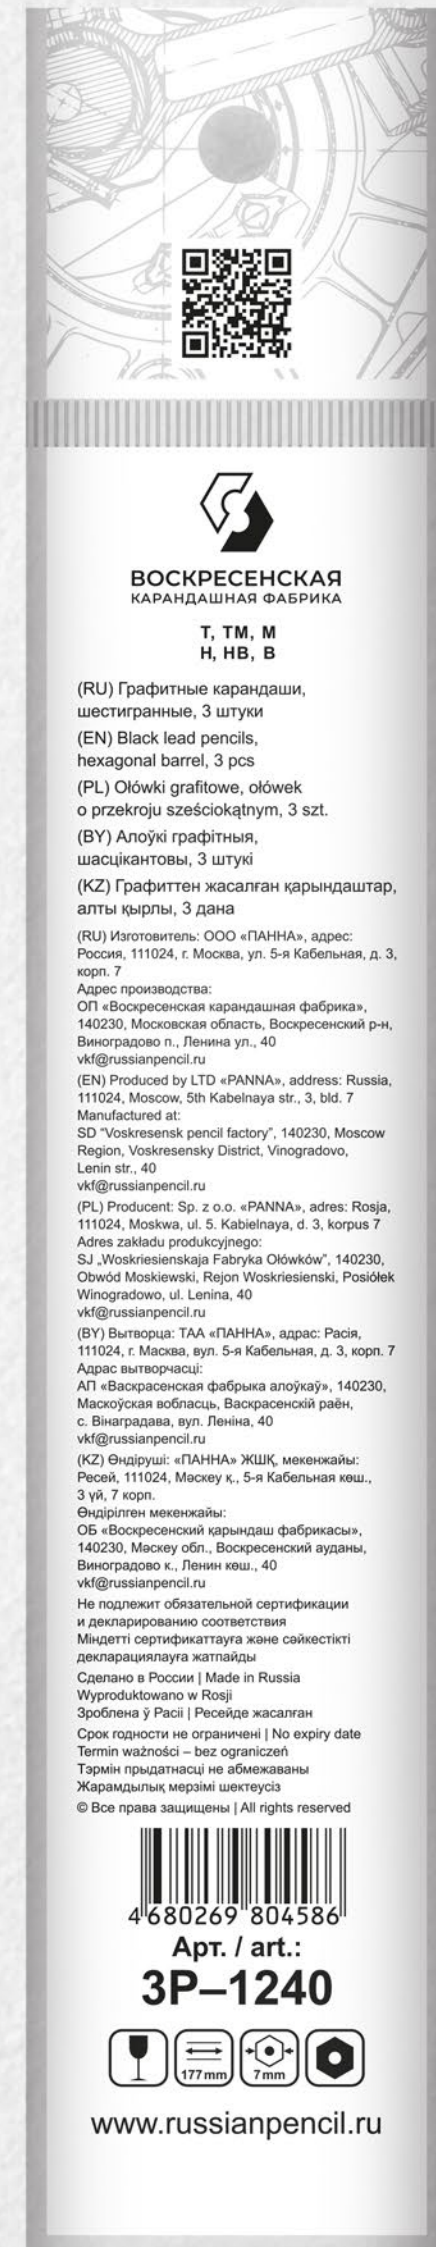 ВОСКРЕСЕНСКАЯ
КАРАНДАШНАЯ ФАБРИКА
Т, ТМ, М
H, HB, B
(RU) Графитные карандаши,
шестигранные, 3 штуки
(EN) Black lead pencils,
hexagonal barrel, 3 pcs
(PL) Ołówki grafitowe, ołówek
o przekroju sześciokątnym, 3 szt.
(BY) Алоўкі графітныя,
шасцікантовы, 3 штукі
(KZ) Графиттен жасалған қарындаштар,
алты қырлы, 3 дана
(RU) Изготовитель: ООО «ПАННА», адрес:
Россия, 111024, г. Москва, ул. 5-я Кабельная, д. 3,
корп. 7
Адрес производства:
ОП «Воскресенская карандашная фабрика»,
140230, Московская область, Воскресенский р-н,
Виноградово п., Ленина ул., 40
vkf@russianpencil.ru
(EN) Produced by LTD «PANNA», address: Russia,
111024, Moscow, 5th Kabelnaya str., 3, bld. 7
Manufactured at:
SD “Voskresensk pencil factory”, 140230, Moscow
Region, Voskresensky District, Vinogradovo,
Lenin str., 40
vkf@russianpencil.ru
(PL) Producent: Sp. z o.o. «PANNA», adres: Rosja,
111024, Moskwa, ul. 5. Kabielnaya, d. 3, korpus 7
Adres zakładu produkcyjnego:
SJ „Woskriesienskaja Fabryka Ołówków”, 140230,
Obwód Moskiewski, Rejon Woskriesienski, Posiółek
Winogradowo, ul. Lenina, 40
vkf@russianpencil.ru
(BY) Вытворца: ТАА «ПАННА», адрас: Расія,
111024, г. Масква, вул. 5-я Кабельная, д. 3, корп. 7
Адрас вытворчасці:
АП «Васкрасенская фабрыка алоўкаў», 140230,
Маскоўская вобласць, Васкрасенскій раён,
с. Вінаградава, вул. Леніна, 40
vkf@russianpencil.ru
(KZ) Өндіруші: «ПАННА» ЖШҚ, мекенжайы:
Ресей, 111024, Мәскеу қ., 5-я Кабельная көш.,
3 үй, 7 корп.
Өндірілген мекенжайы:
ОБ «Воскресенский қарындаш фабрикасы»,
140230, Мәскеу обл., Воскресенский ауданы,
Виноградово к., Ленин көш., 40
vkf@russianpencil.ru
Не подлежит обязательной сертификации
и декларированию соответствия
Міндетті сертификаттауға және сәйкестікті
декларациялауға жатпайды
Сделано в России | Made in Russia
Wyproduktowano w Rosji
Зроблена ў Расіі | Ресейде жасалған
Срок годности не ограничені | No expiry date
Termin ważności – bez ograniczeń
Тэрмін прыдатнасці не абмежаваны
Жарамдылық мерзімі шектеусіз
© Все права защищены | All rights reserved
4 680269 804586
Арт. / art.:
3P–1240
177 mm
7 mm
www.russianpencil.ru